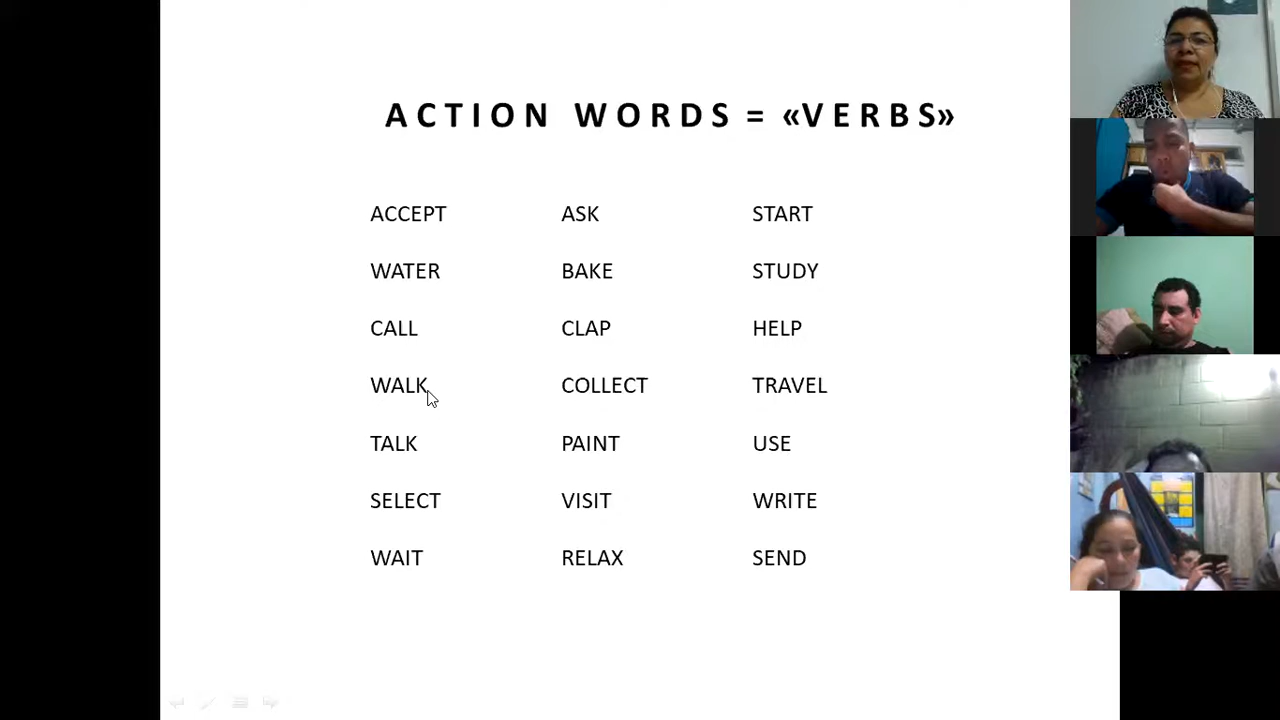 ACTION WORDS = «VERBS»
ACCEPT ASK START
WATER BAKE STUDY
CALL CLAP HELP
WALK COLLECT TRAVEL
TALK PAINT USE
SELECT VISIT WRITE
WAIT RELAX SEND